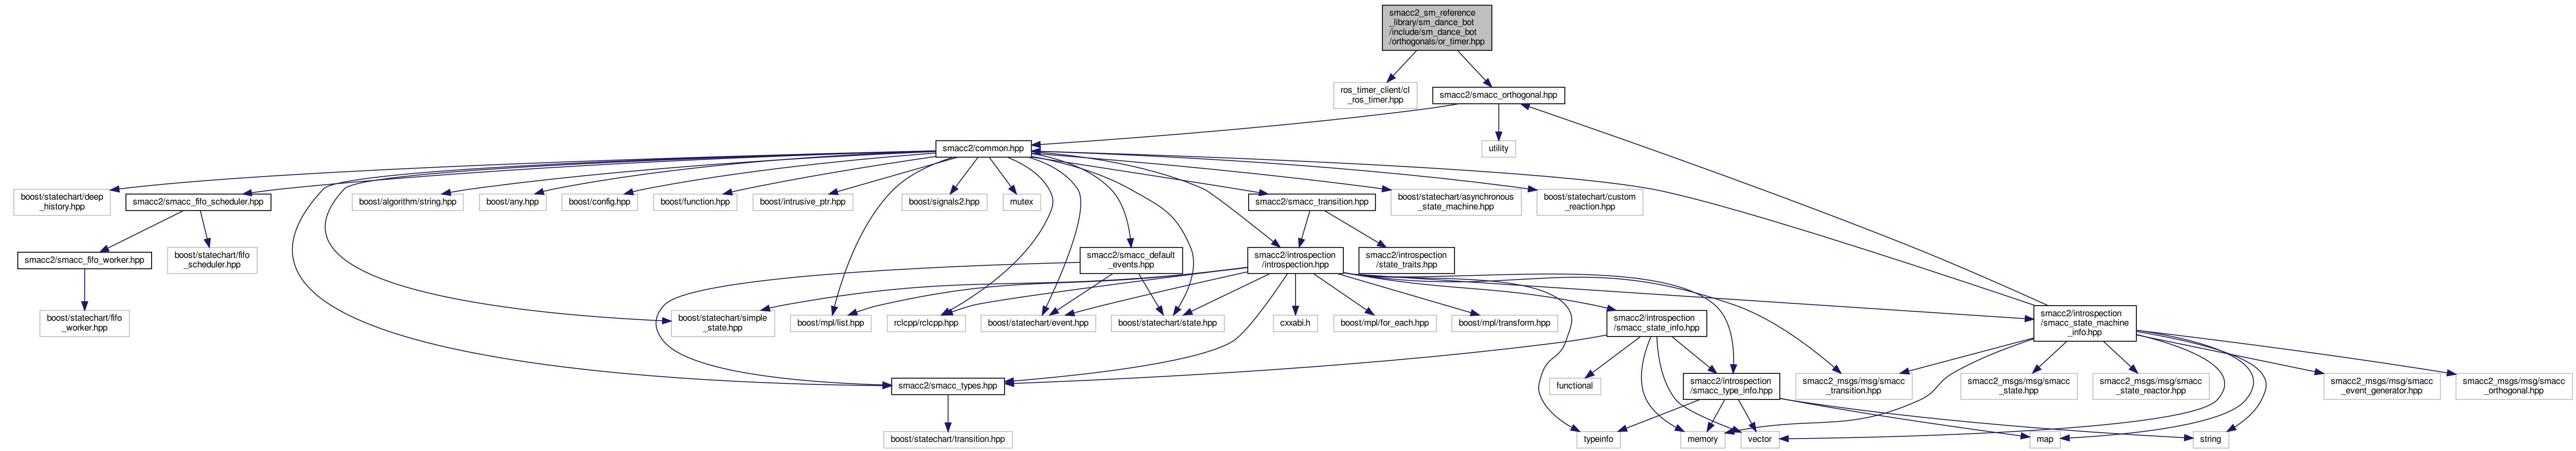 smacc2_sm_reference
_library/sm_dance_bot
/include/sm_dance_bot
/orthogonals/or_timer.hpp
ros_timer_client/cl
_ros_timer.hpp
smacc2/smacc_orthogonal.hpp
smacc2/common.hpp
utility
boost/statechart/deep
_history.hpp
smacc2/smacc_fifo_scheduler.hpp
boost/algorithm/string.hpp
boost/any.hpp
boost/config.hpp
boost/function.hpp
boost/intrusive_ptr.hpp
boost/signals2.hpp
mutex
smacc2/smacc_transition.hpp
boost/statechart/asynchronous
_state_machine.hpp
boost/statechart/custom
_reaction.hpp
smacc2/smacc_fifo_worker.hpp
boost/statechart/fifo
_scheduler.hpp
smacc2/smacc_default
_events.hpp
smacc2/introspection
/introspection.hpp
smacc2/introspection
/state_traits.hpp
boost/statechart/fifo
_worker.hpp
boost/statechart/simple
_state.hpp
boost/mpl/list.hpp
rclcpp/rclcpp.hpp
boost/statechart/event.hpp
boost/statechart/state.hpp
cxxabi.h
boost/mpl/for_each.hpp
boost/mpl/transform.hpp
smacc2/introspection
/smacc_state_info.hpp
smacc2/introspection
/smacc_state_machine
_info.hpp
smacc2/smacc_types.hpp
functional
smacc2/introspection
/smacc_type_info.hpp
smacc2_msgs/msg/smacc
_transition.hpp
smacc2_msgs/msg/smacc
_state.hpp
smacc2_msgs/msg/smacc
_state_reactor.hpp
smacc2_msgs/msg/smacc
_event_generator.hpp
smacc2_msgs/msg/smacc
_orthogonal.hpp
boost/statechart/transition.hpp
typeinfo
memory
vector
map
string